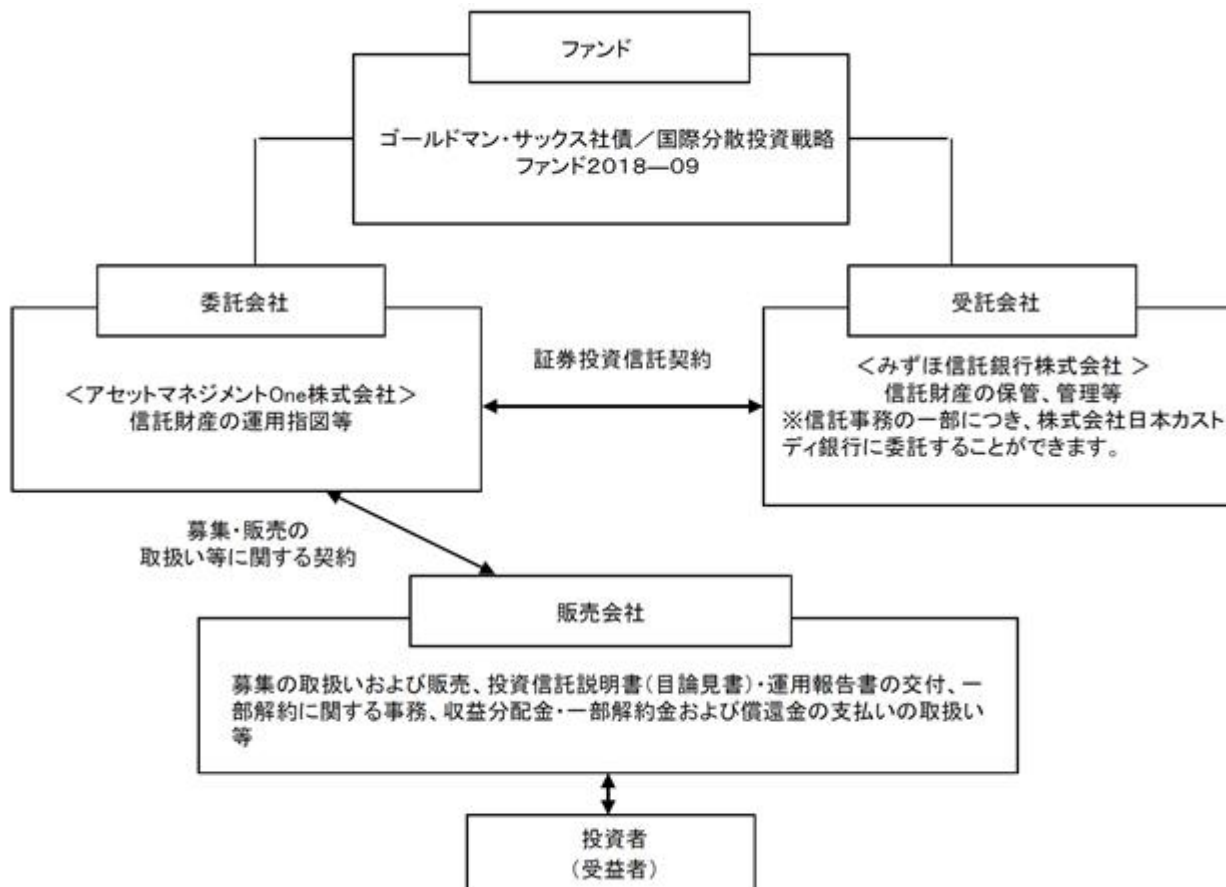 ファンド
ゴールドマン・サックス社債／国際分散投資戦略
ファンド2018―09
委託会社
＜アセットマネジメントOne株式会社＞
信託財産の運用指図等
証券投資信託契約
受託会社
＜みずほ信託銀行株式会社 ＞
信託財産の保管、管理等
※信託事務の一部につき、株式会社日本カスト
ディ銀行に委託することができます。
募集・販売の
取扱い等に関する契約
販売会社
募集の取扱いおよび販売、投資信託説明書（目論見書）・運用報告書の交付、一
部解約に関する事務、収益分配金・一部解約金および償還金の支払いの取扱い
等
投資者
（受益者）